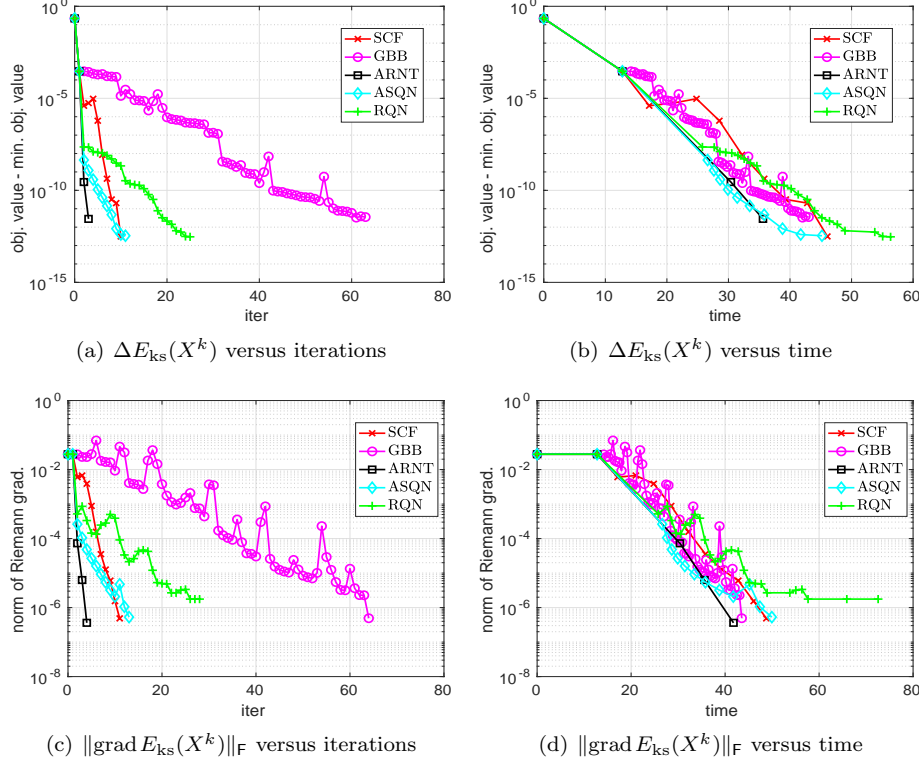 10^0
10^-5
10^-10
10^-15
obj. value - min. obj. value
0 20 40 60 80
iter
SCF
GBB
ARNT
ASQN
RQN
(a) ΔE_ks(X^k) versus iterations
10^0
10^-5
10^-10
10^-15
obj. value - min. obj. value
0 10 20 30 40 50 60
time
SCF
GBB
ARNT
ASQN
RQN
(b) ΔE_ks(X^k) versus time
10^0
10^-2
10^-4
10^-6
10^-8
norm of Riemann grad.
0 20 40 60 80
iter
SCF
GBB
ARNT
ASQN
RQN
(c) ‖grad E_ks(X^k)‖_F versus iterations
10^0
10^-2
10^-4
10^-6
10^-8
norm of Riemann grad.
0 20 40 60 80
time
SCF
GBB
ARNT
ASQN
RQN
(d) ‖grad E_ks(X^k)‖_F versus time